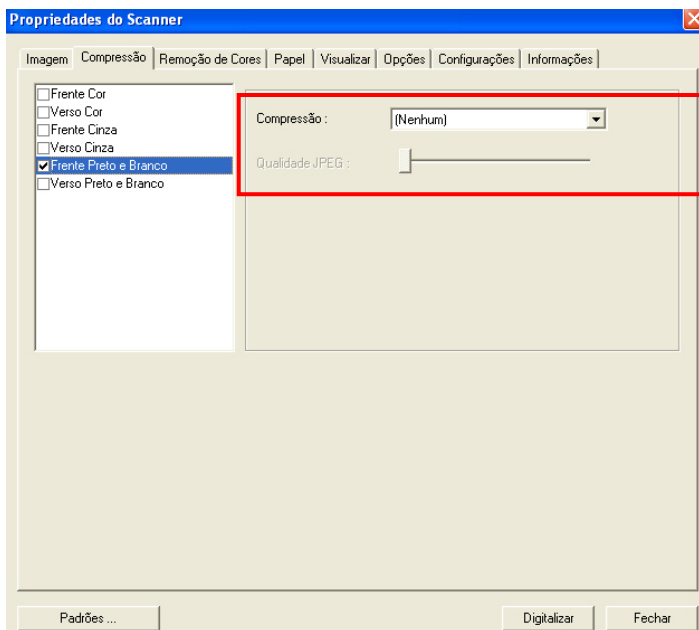 Propriedades do Scanner
Imagem Compressão Remoção de Cores Papel Visualizar Opções Configurações Informações
Frente Cor
Verso Cor
Frente Cinza
Verso Cinza
Frente Preto e Branco
Verso Preto e Branco
Compressão : (Nenhum)
Qualidade JPEG :
Padrões ... Digitalizar Fechar